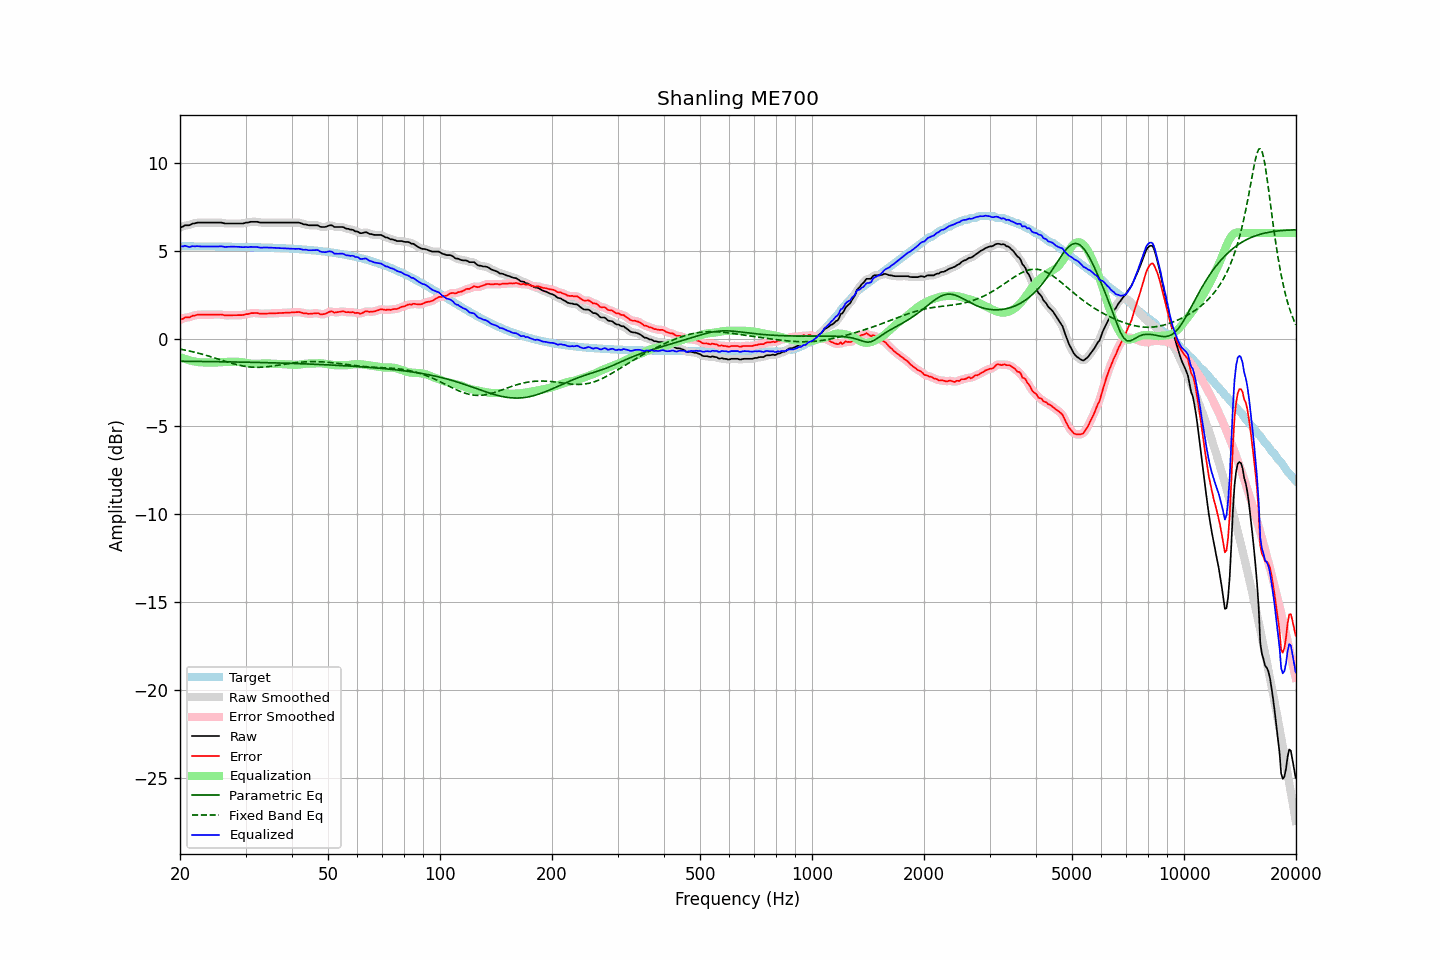 Shanling ME700
10
5
0
−5
−10
−15
−20
−25
Amplitude (dBr)
Target
Raw Smoothed
Error Smoothed
Raw
Error
Equalization
Parametric Eq
Fixed Band Eq
Equalized
20 50 100 200 500 1000 2000 5000 10000 20000
Frequency (Hz)